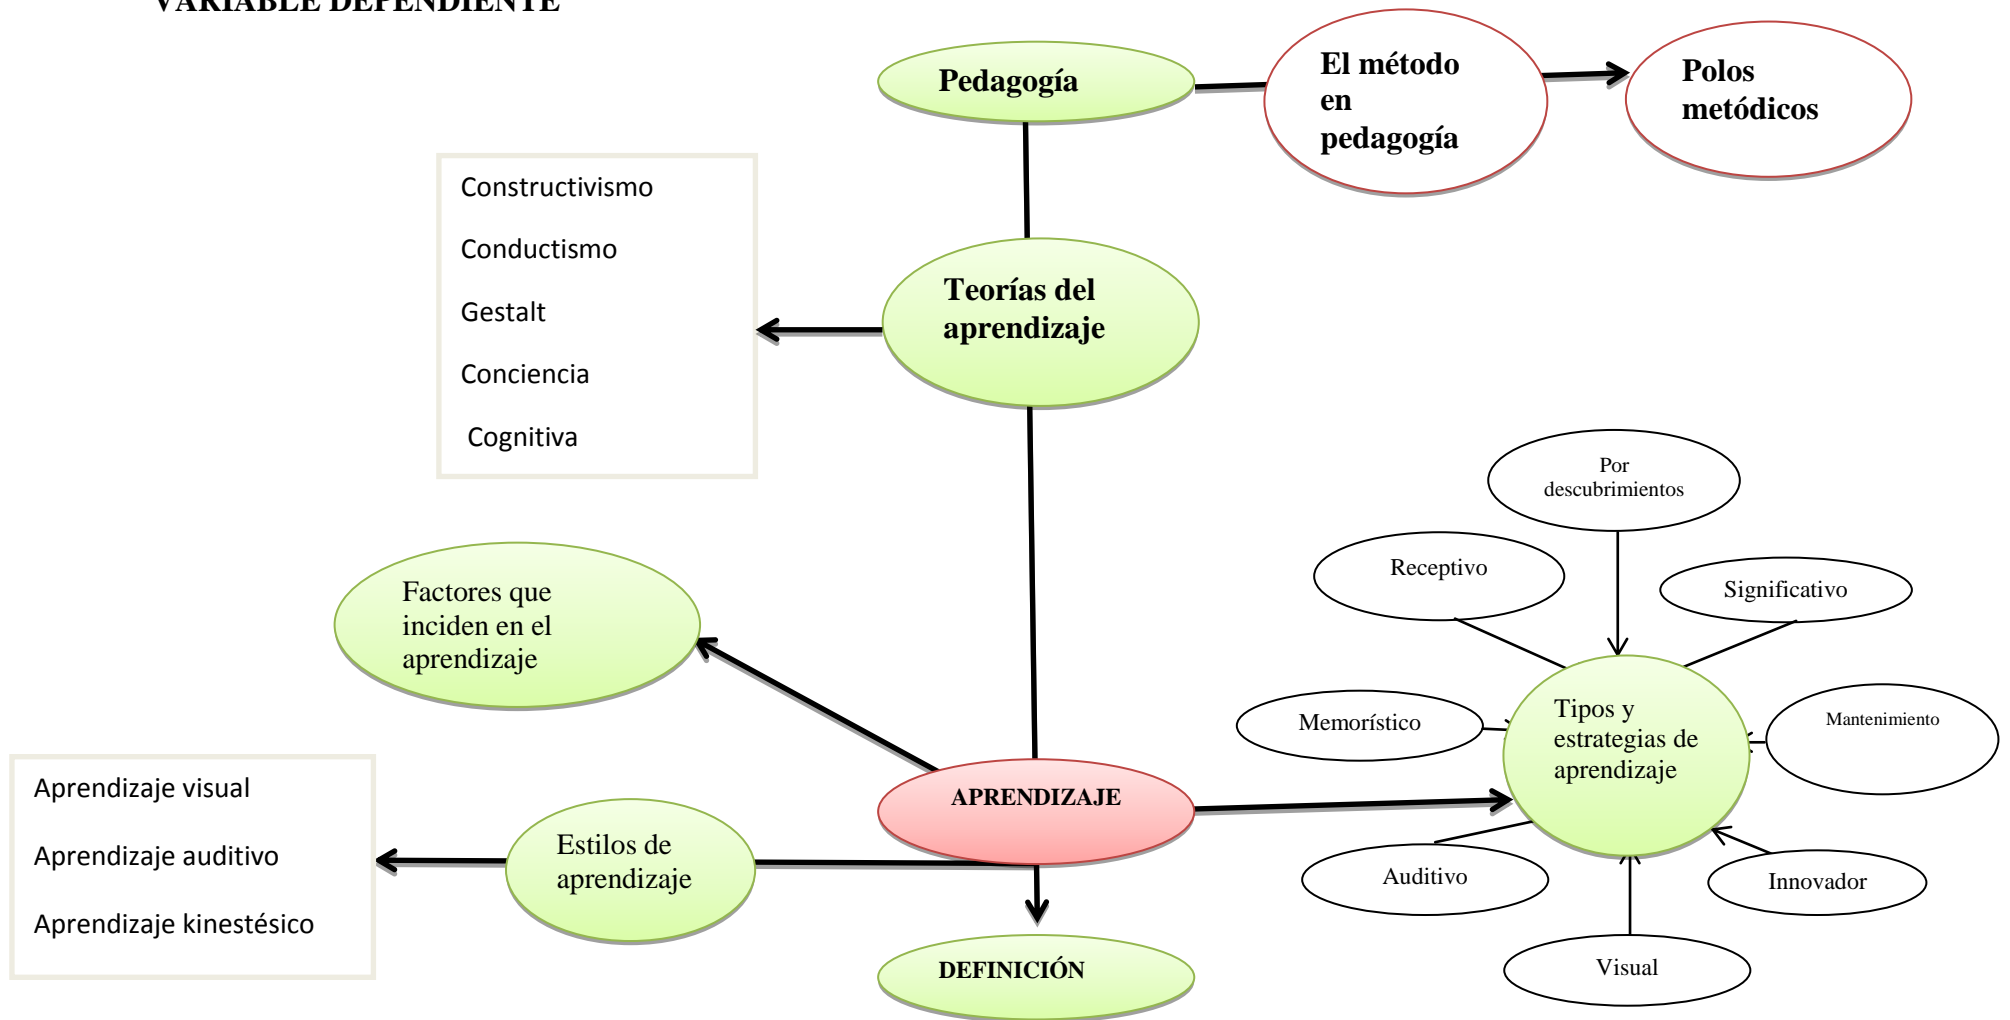 VARIABLE DEPENDIENTE
Pedagogía
El método
en
pedagogía
Polos
metódicos
Constructivismo
Conductismo
Gestalt
Conciencia
Cognitiva
Teorías del
aprendizaje
Por
descubrimientos
Receptivo
Significativo
Factores que
inciden en el
aprendizaje
Memorístico
Tipos y
estrategias de
aprendizaje
Mantenimiento
Aprendizaje visual
Aprendizaje auditivo
Aprendizaje kinestésico
Estilos de
aprendizaje
APRENDIZAJE
Auditivo
Innovador
DEFINICIÓN
Visual